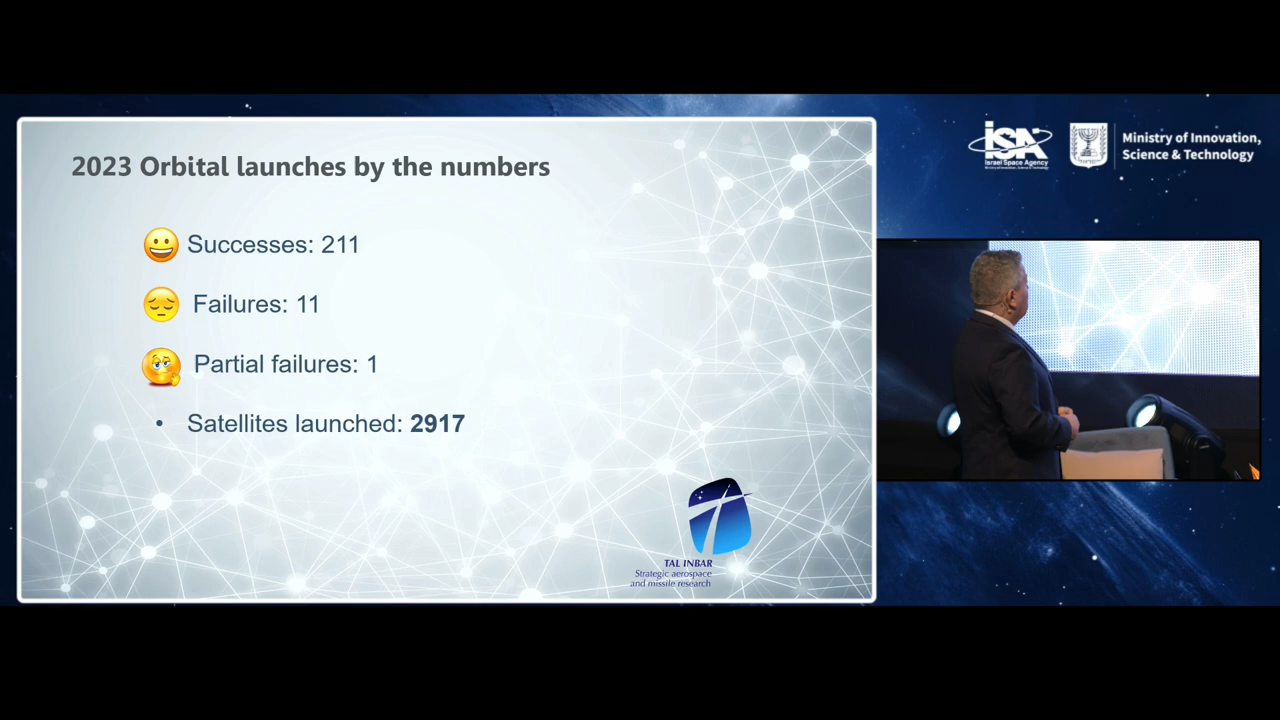 2023 Orbital launches by the numbers
Successes: 211
Failures: 11
Partial failures: 1
• Satellites launched: 2917
TAL INBAR
Strategic aerospace
and missile research
iSA
Israel Space Agency
Ministry of Innovation,
Science & Technology